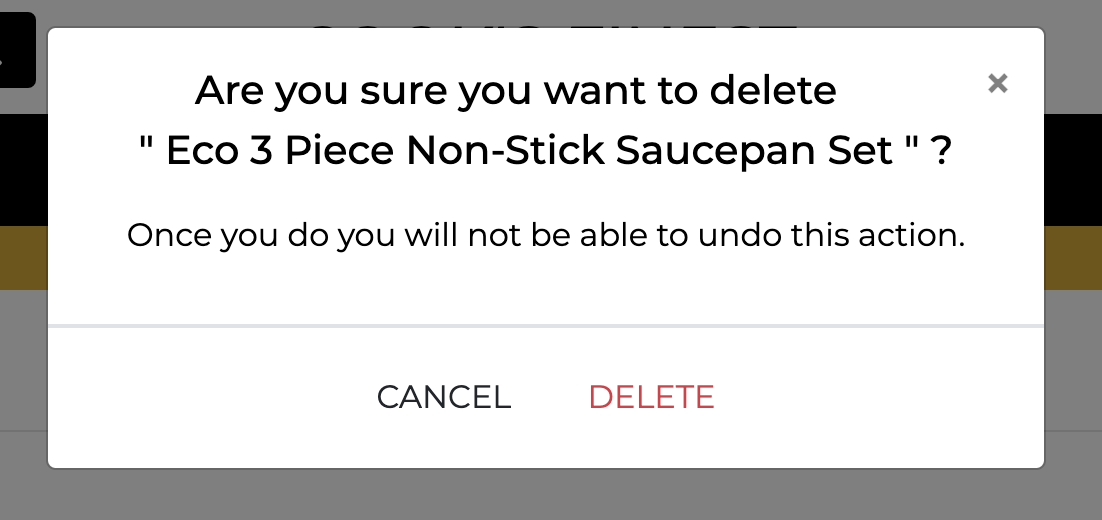 Are you sure you want to delete
" Eco 3 Piece Non-Stick Saucepan Set " ?
×
Once you do you will not be able to undo this action.
CANCEL DELETE